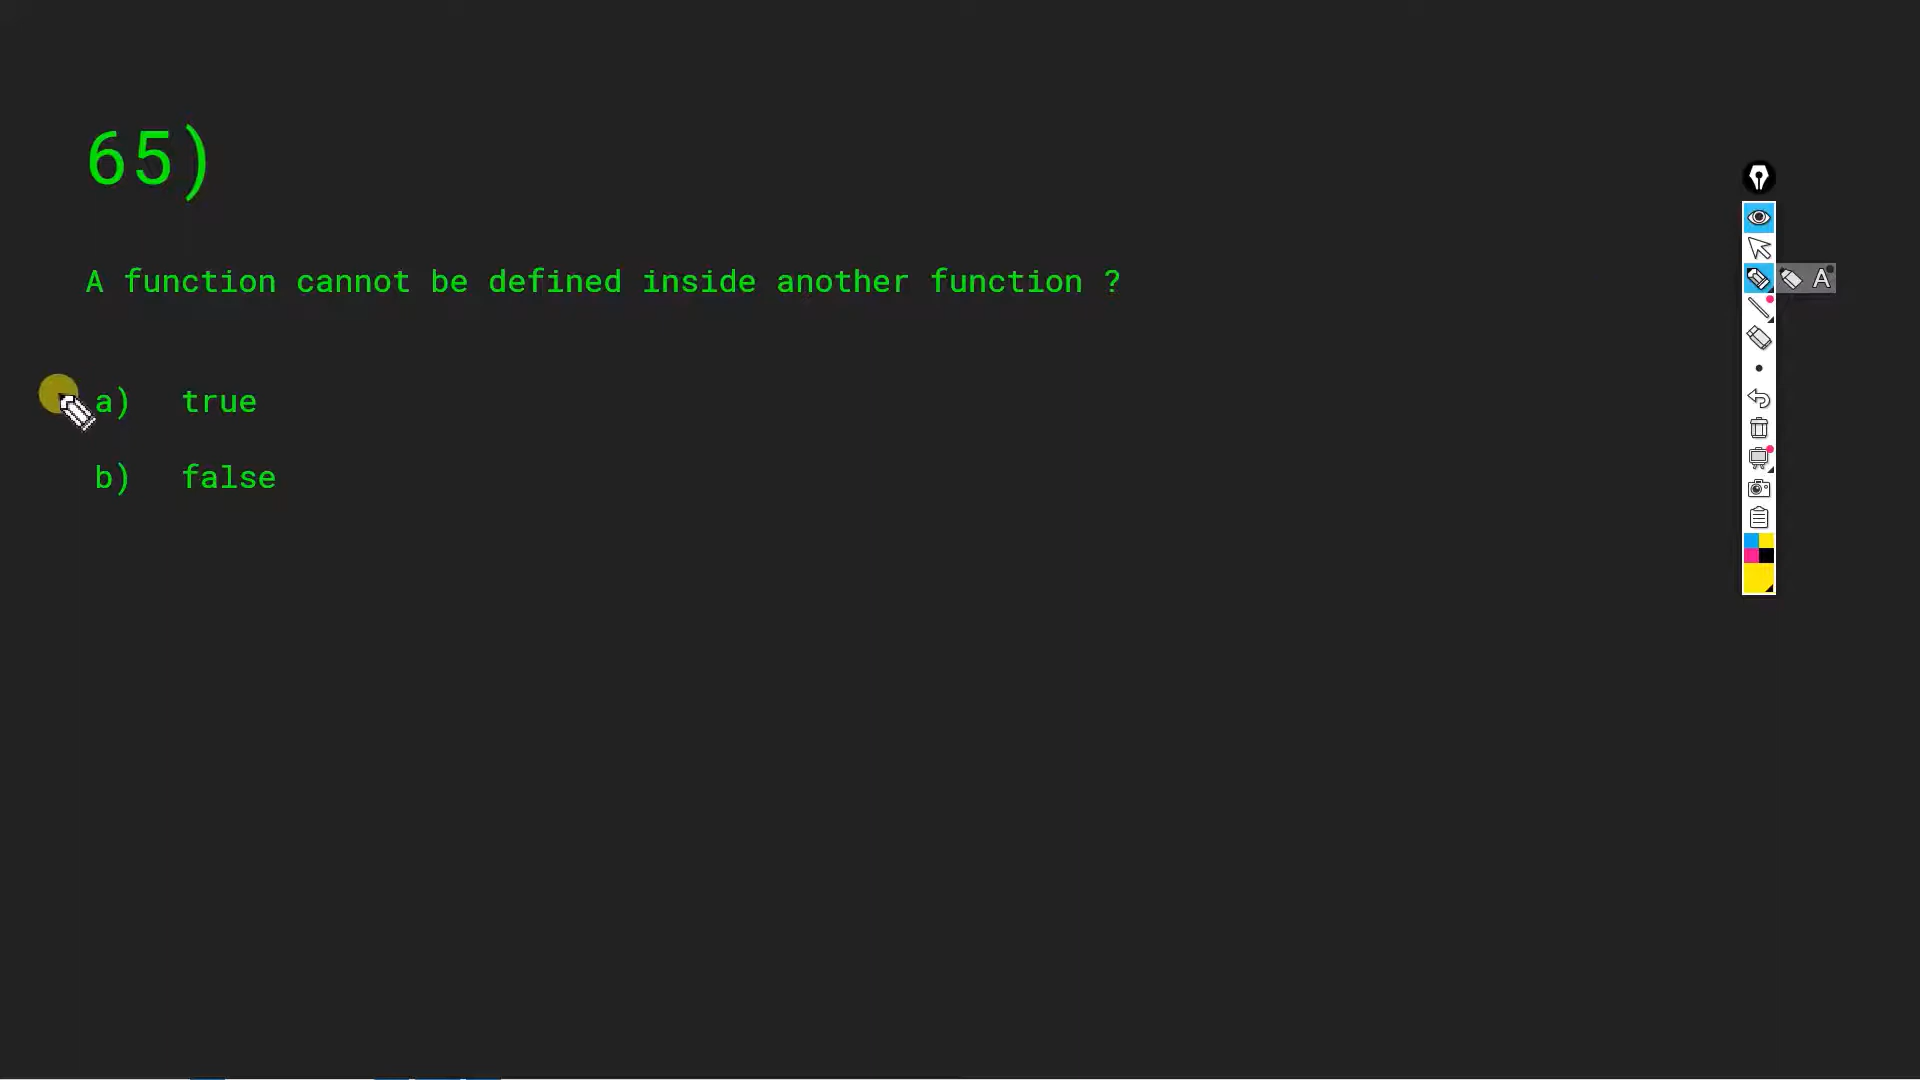 65)
A function cannot be defined inside another function ?
a) true
b) false
A